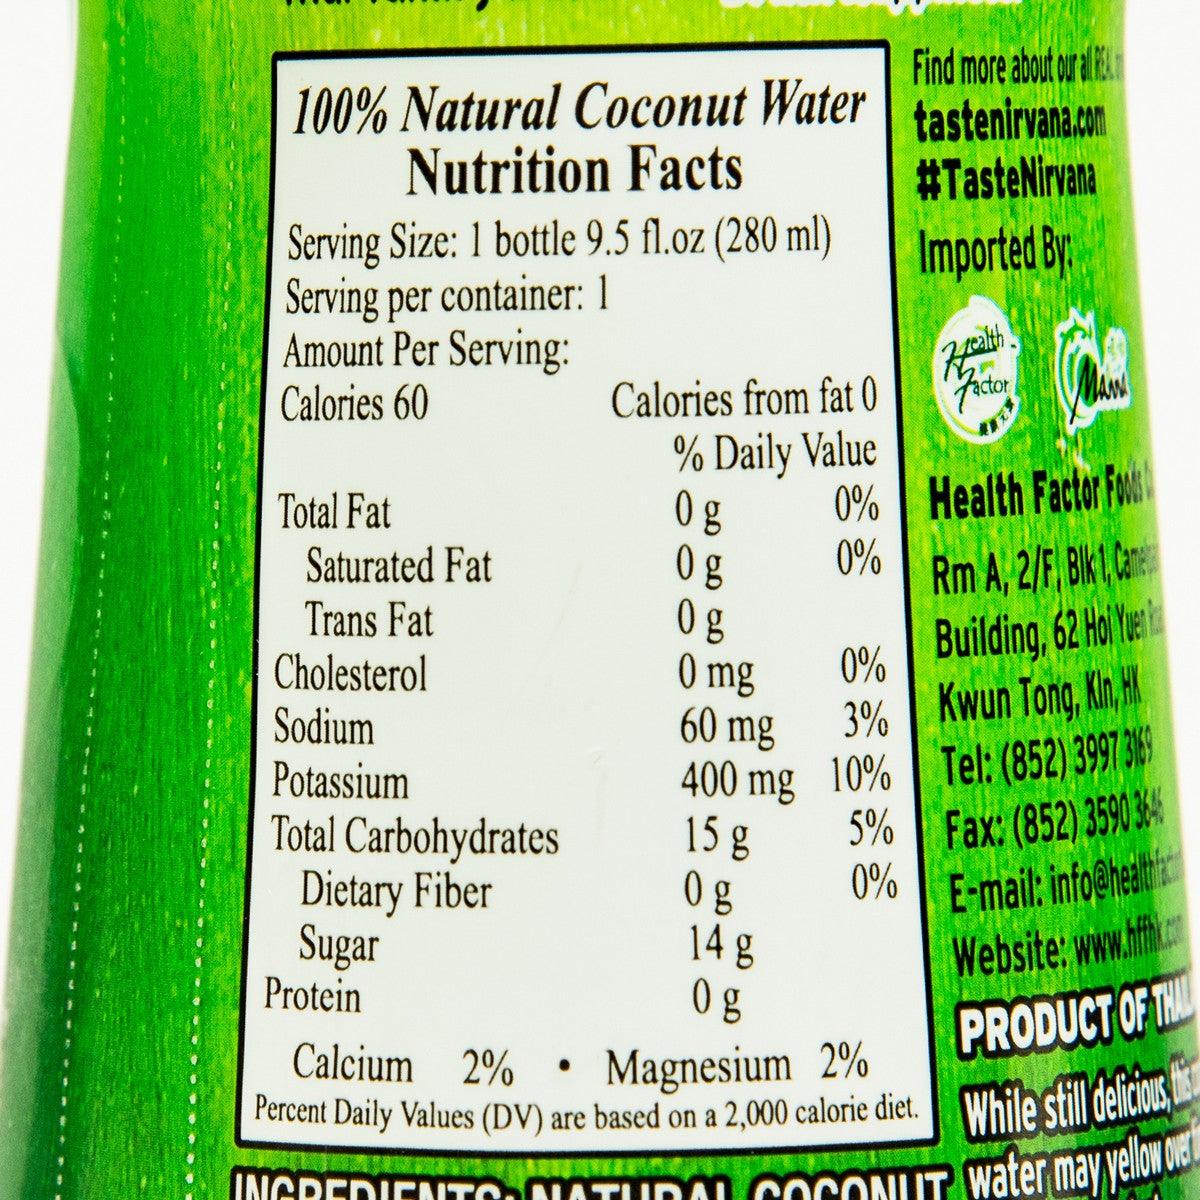 100% Natural Coconut Water
Nutrition Facts
Serving Size: 1 bottle 9.5 fl.oz (280 ml)
Serving per container: 1
Amount Per Serving:
Calories 60 Calories from fat 0
% Daily Value
Total Fat 0 g 0%
Saturated Fat 0 g 0%
Trans Fat 0 g
Cholesterol 0 mg 0%
Sodium 60 mg 3%
Potassium 400 mg 10%
Total Carbohydrates 15 g 5%
Dietary Fiber 0 g 0%
Sugar 14 g
Protein 0 g
Calcium 2% • Magnesium 2%
Percent Daily Values (DV) are based on a 2,000 calorie diet.
INGREDIENTS: NATURAL COCONUT
Find more about our all
tastenirvana.com
#TasteNirvana
Imported By:
Health
Factor
Health Factor Foods
Rm A, 2/F, Blk 1,
Building, 62 Hoi Yuen
Kwun Tong, Kln, HK
Tel: (852) 3997 3169
Fax: (852) 3590
E-mail:
Website:
PRODUCT OF
While still delicious, this
water may yellow over